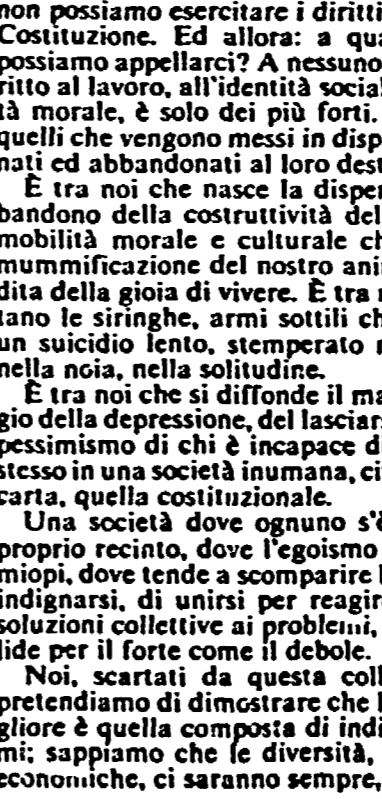 non possiamo esercitare i diritti
Costituzione. Ed allora: a qua
possiamo appellarci? A nessuno
ritto al lavoro, all'identità social
tà morale, è solo dei più forti.
quelli che vengono messi in disp
nati ed abbandonati al loro dest
È tra noi che nasce la dispe
bandono della costruttività del
mobilità morale e culturale ch
mummificazione del nostro ani
dita della gioia di vivere. È tra n
tano le siringhe, armi sottili ch
un suicidio lento, stemperato n
nella noia, nella solitudine.
È tra noi che si diffonde il ma
gio della depressione, del lasciar
pessimismo di chi è incapace d
stesso in una società inumana, ci
carta, quella costituzionale.
Una società dove ognuno s'è
proprio recinto, dove l'egoismo
miopi, dove tende a scomparire l
indignarsi, di unirsi per reagir
soluzioni collettive ai problemi,
lide per il forte come il debole.
Noi, scartati da questa coll
pretendiamo di dimostrare che l
gliore è quella composta di indi
mi; sappiamo che le diversità,
economiche, ci saranno sempre,